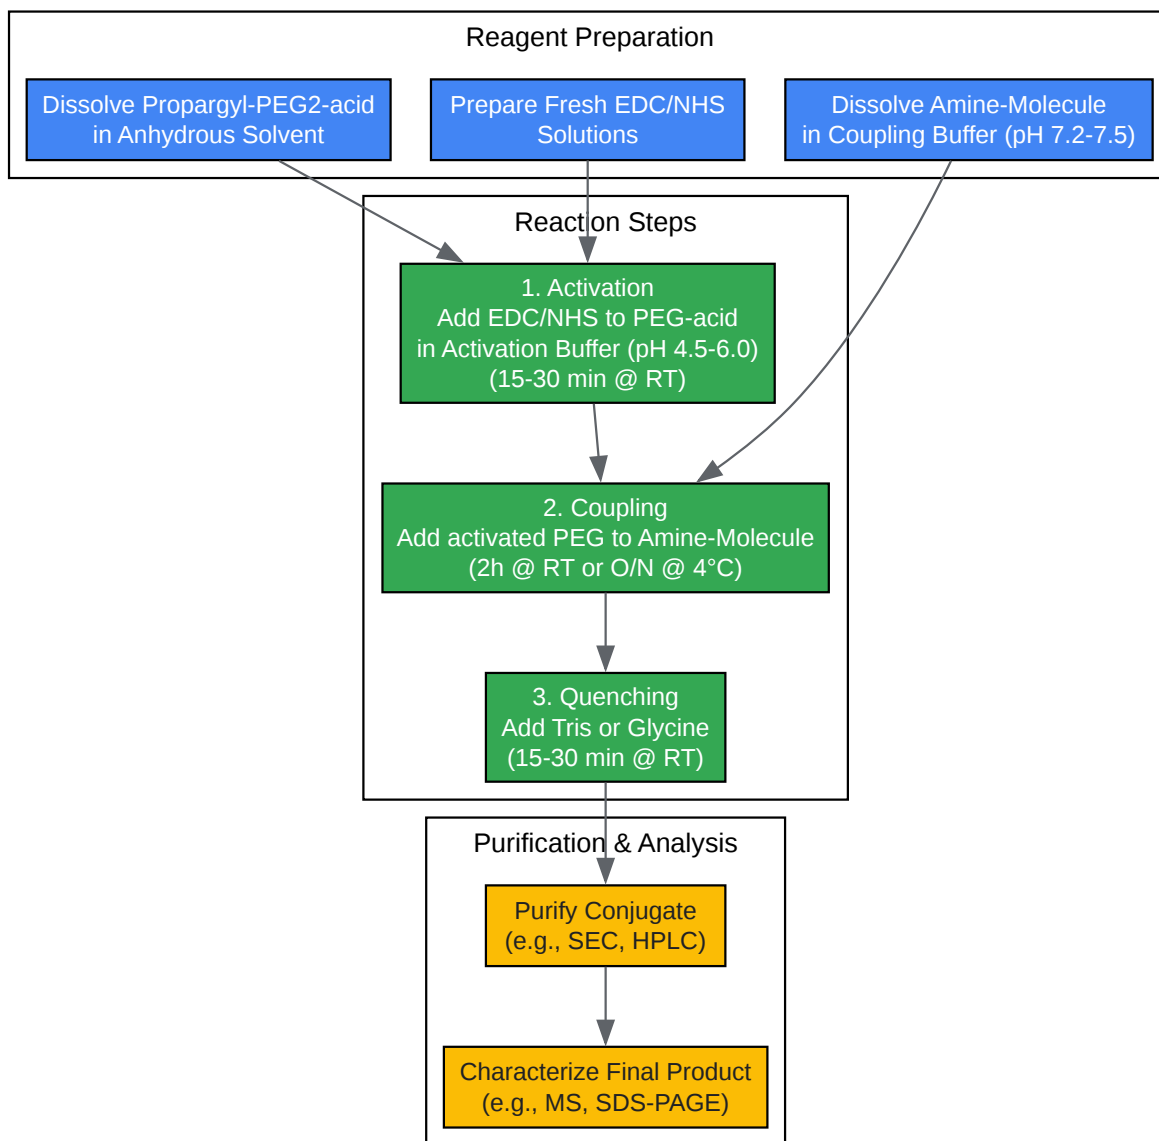 Reagent Preparation
Dissolve Propargyl-PEG2-acid
in Anhydrous Solvent
Prepare Fresh EDC/NHS
Solutions
Dissolve Amine-Molecule
in Coupling Buffer (pH 7.2-7.5)
Reaction Steps
1. Activation
Add EDC/NHS to PEG-acid
in Activation Buffer (pH 4.5-6.0)
(15-30 min @ RT)
2. Coupling
Add activated PEG to Amine-Molecule
(2h @ RT or O/N @ 4°C)
3. Quenching
Add Tris or Glycine
(15-30 min @ RT)
Purification & Analysis
Purify Conjugate
(e.g., SEC, HPLC)
Characterize Final Product
(e.g., MS, SDS-PAGE)